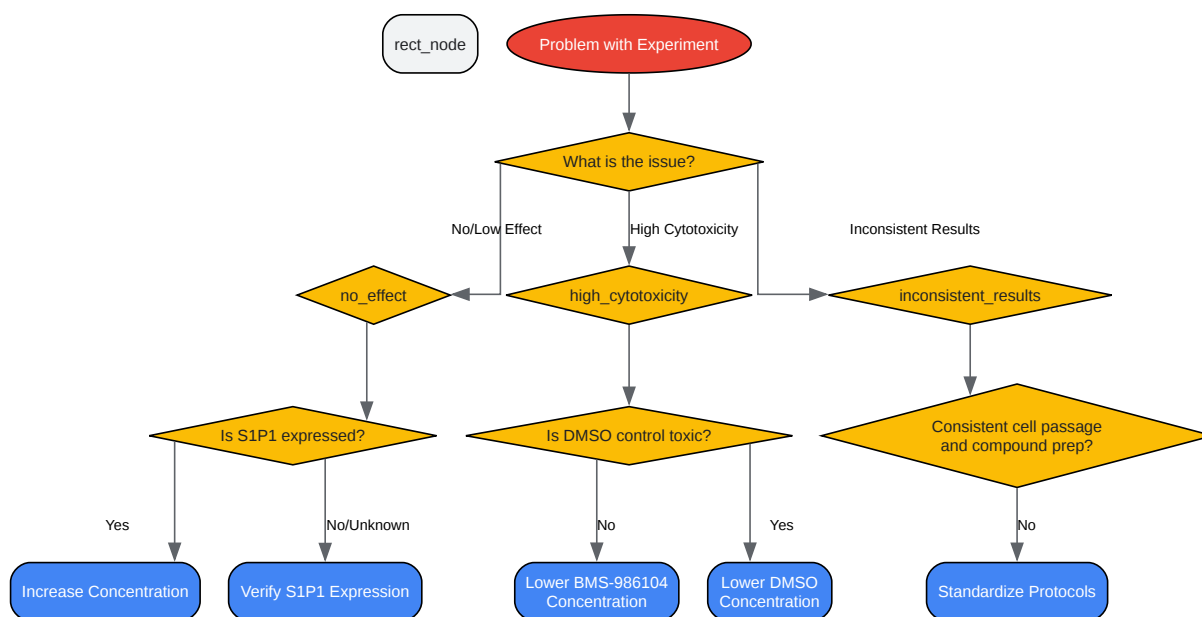 rect_node
Problem with Experiment
What is the issue?
No/Low Effect
High Cytotoxicity
Inconsistent Results
no_effect
high_cytotoxicity
inconsistent_results
Is S1P1 expressed?
Is DMSO control toxic?
Consistent cell passage
and compound prep?
Yes
No/Unknown
No
Yes
No
Increase Concentration
Verify S1P1 Expression
Lower BMS-986104
Concentration
Lower DMSO
Concentration
Standardize Protocols